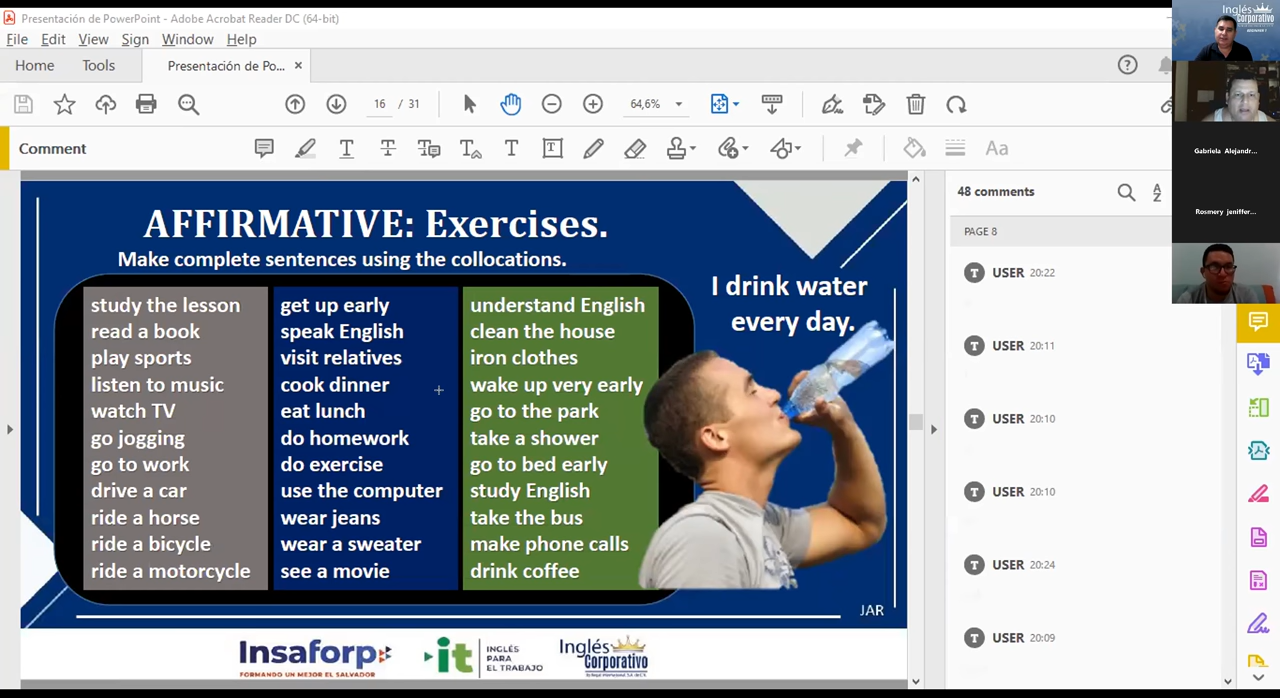 Presentación de PowerPoint - Adobe Acrobat Reader DC (64-bit)
File Edit View Sign Window Help
Home Tools Presentación de Po... ×
16 / 31 64,6%
Comment
48 comments
PAGE 8
USER 20:22
USER 20:11
USER 20:10
USER 20:10
USER 20:24
USER 20:09
AFFIRMATIVE: Exercises.
Make complete sentences using the collocations.
study the lesson
read a book
play sports
listen to music
watch TV
go jogging
go to work
drive a car
ride a horse
ride a bicycle
ride a motorcycle
get up early
speak English
visit relatives
cook dinner
eat lunch
do homework
do exercise
use the computer
wear jeans
wear a sweater
see a movie
understand English
clean the house
iron clothes
wake up very early
go to the park
take a shower
go to bed early
study English
take the bus
make phone calls
drink coffee
I drink water
every day.
JAR
Insaforp
FORMANDO UN MEJOR EL SALVADOR
it
INGLÉS
PARA
EL TRABAJO
Inglés
Corporativo
Inglés
Corporativo
Gabriela Alejandr...
Rosmery jeniffer...